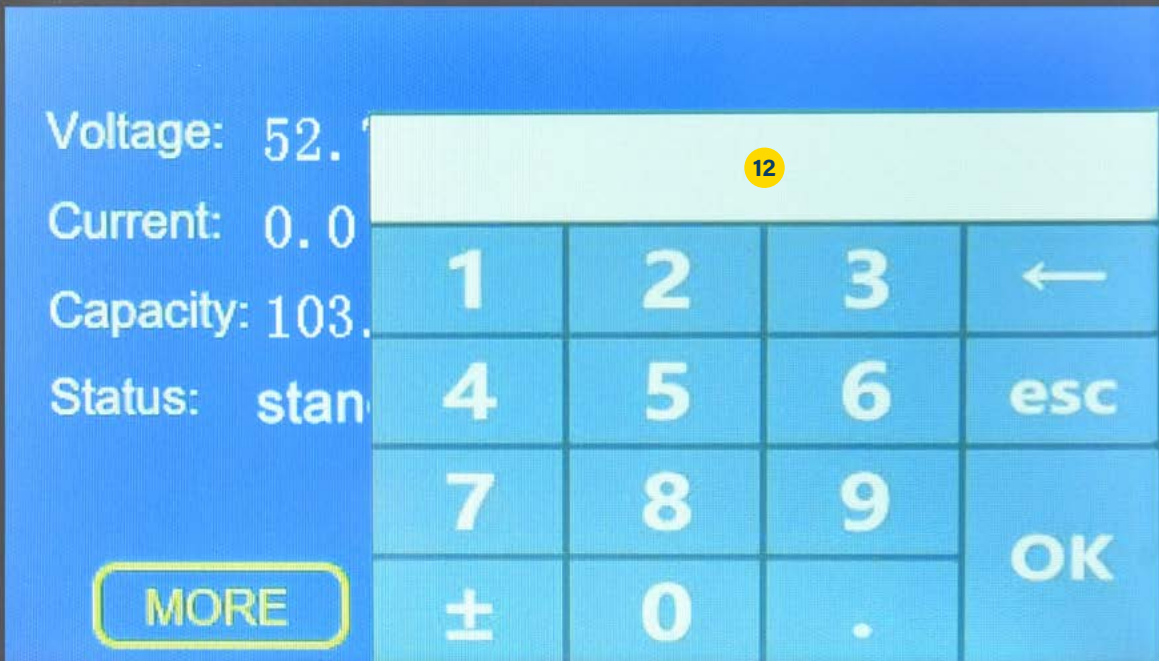 Voltage: 52.
12
Current: 0.0
1 2 3 ←
Capacity: 103.
4 5 6 esc
Status:
7 8 9
OK
MORE
± 0 .